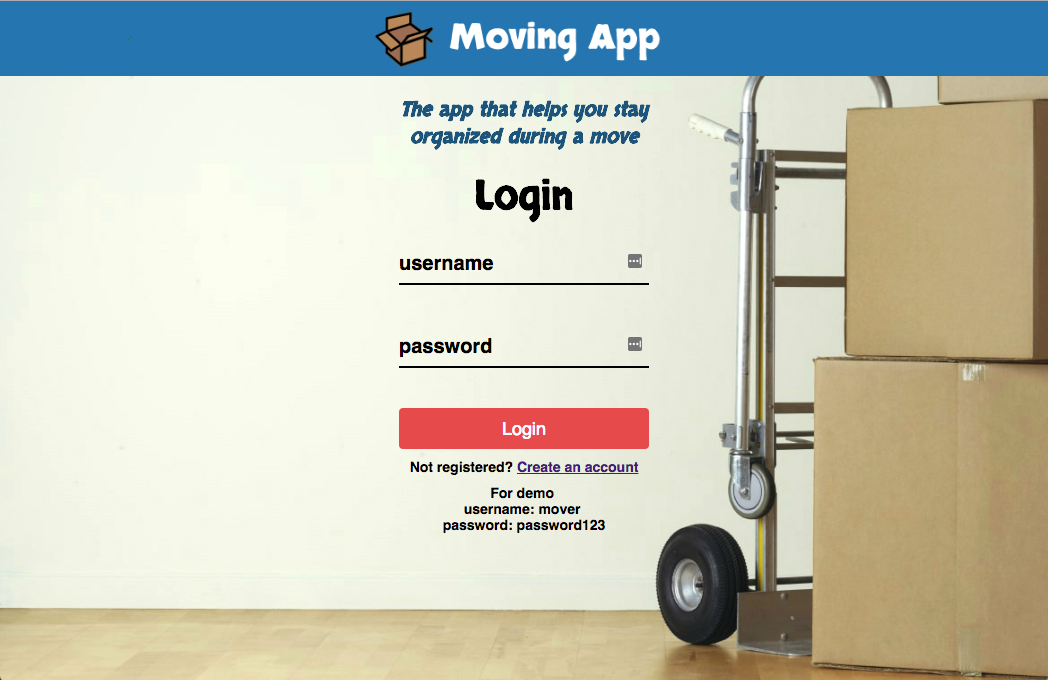 Moving App
The app that helps you stay
organized during a move
Login
username
password
Login
Not registered? Create an account
For demo
username: mover
password: password123